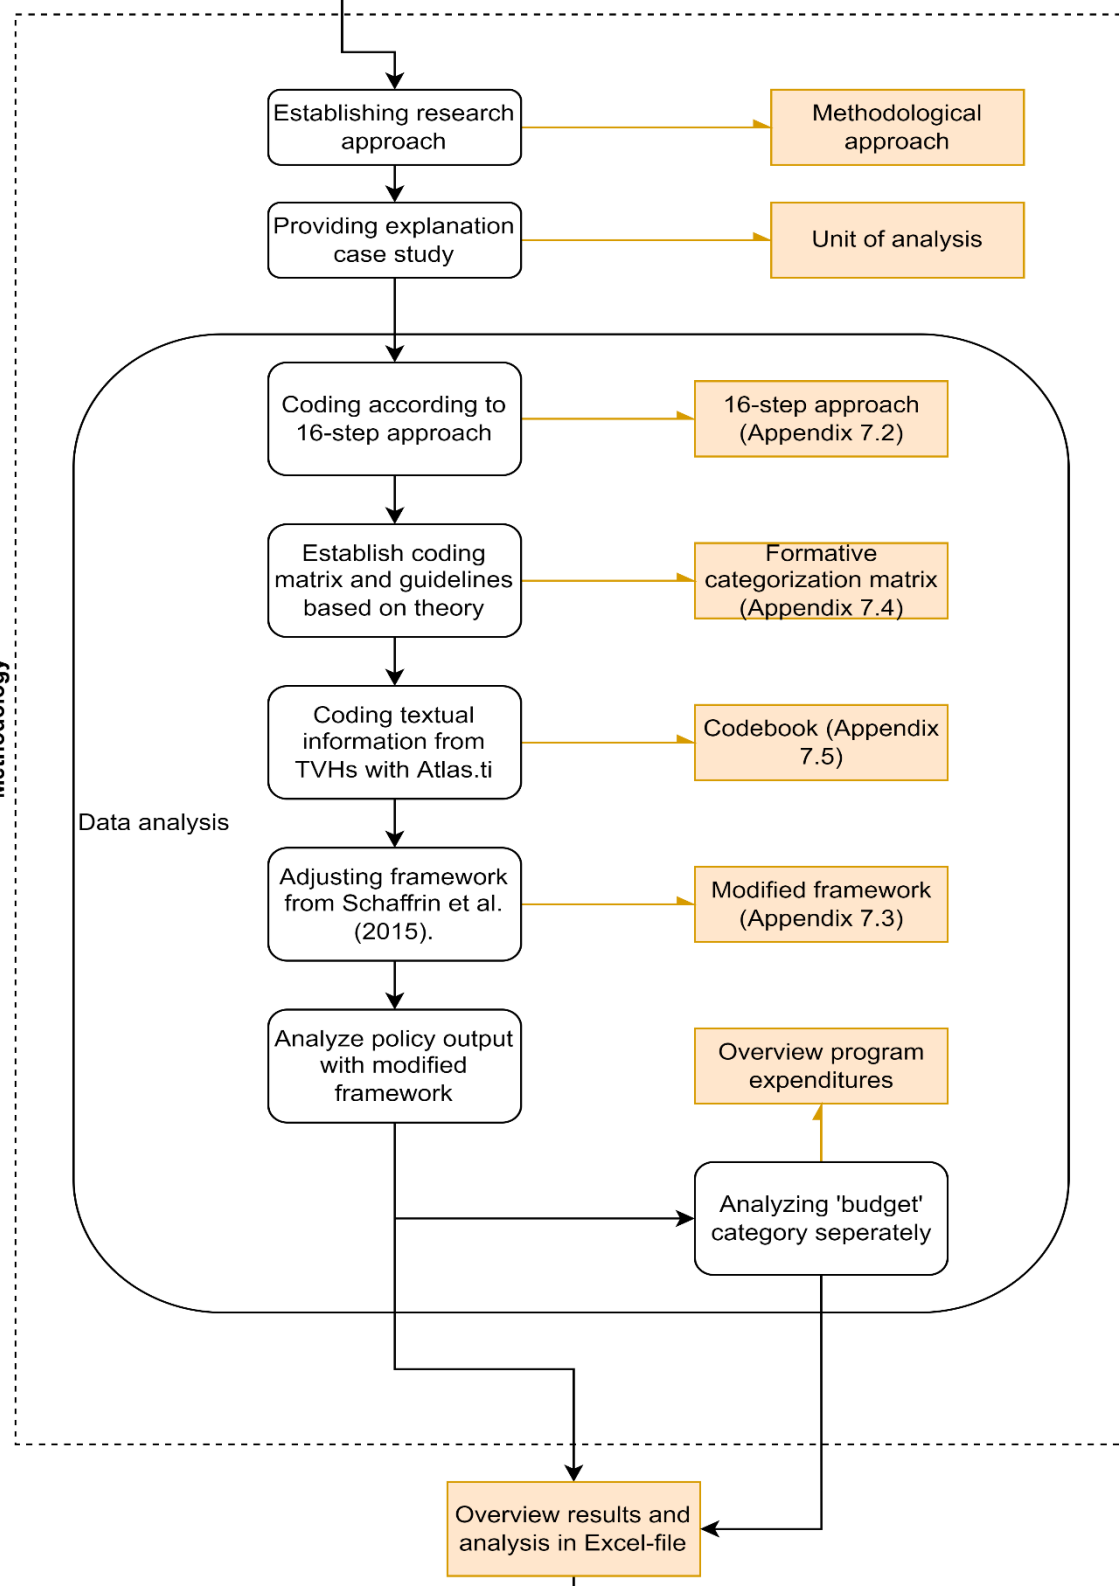 Establishing research
approach
Methodological
approach
Providing explanation
case study
Unit of analysis
Coding according to
16-step approach
16-step approach
(Appendix 7.2)
Establish coding
matrix and guidelines
based on theory
Formative
categorization matrix
(Appendix 7.4)
Coding textual
information from
TVHs with Atlas.ti
Codebook (Appendix
7.5)
Methodology
Data analysis
Adjusting framework
from Schaffrin et al.
(2015).
Modified framework
(Appendix 7.3)
Analyze policy output
with modified
framework
Overview program
expenditures
Analyzing 'budget'
category seperately
Overview results and
analysis in Excel-file